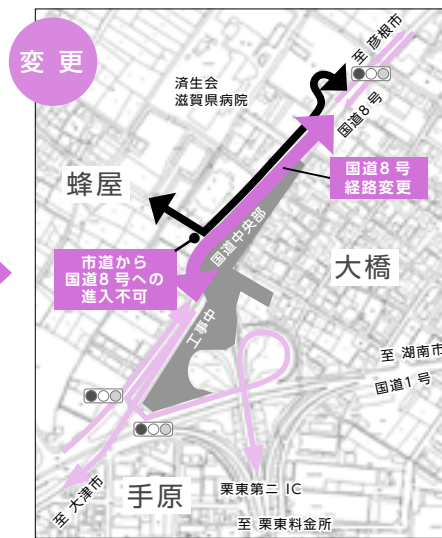 変更
至 彦根市
済生会
滋賀県病院
国道8号
国道8号
経路変更
蜂屋
国道中央部
大橋
市道から
国道8号への
進入不可
工事中
至 湖南市
国道1号
至 大津市
手原
栗東第二 IC
至 栗東料金所